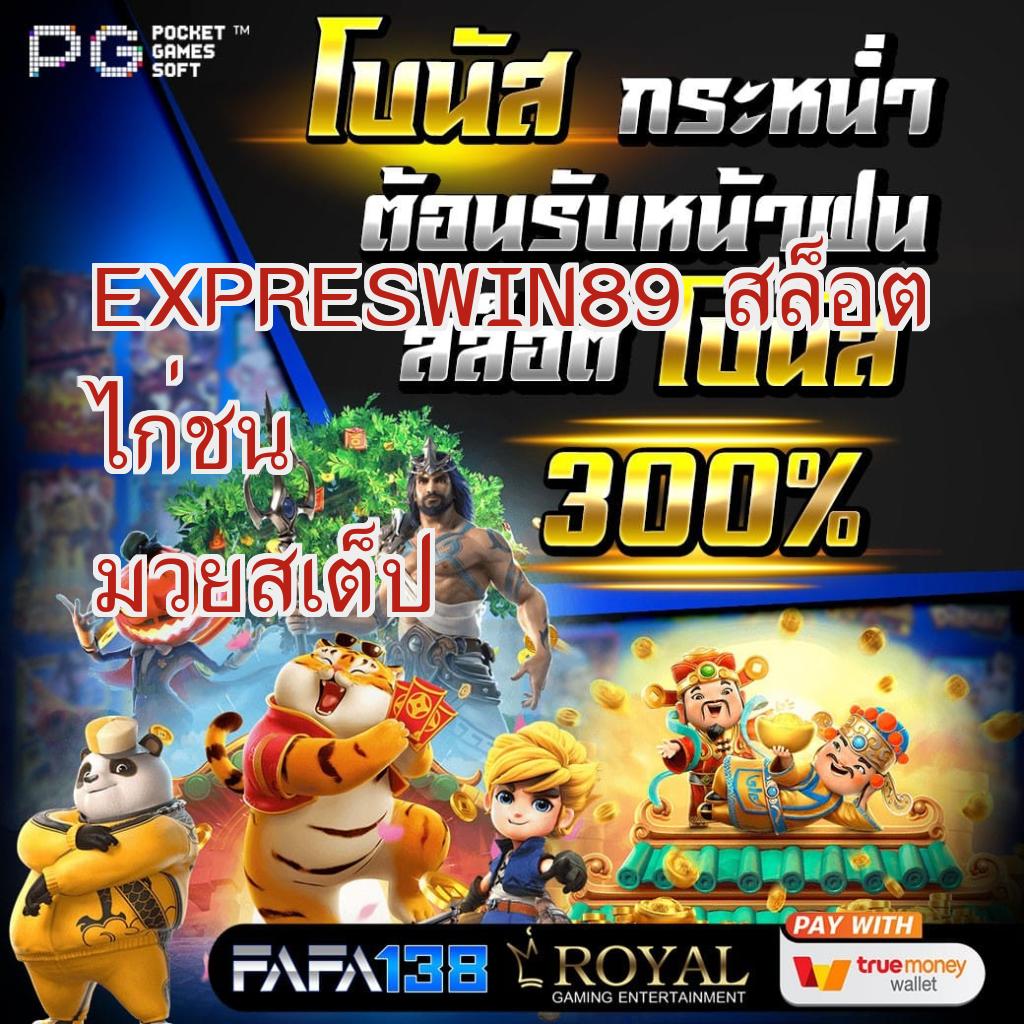 PG POCKET GAMES SOFT ™
โบนัส กระหน่ำ
ต้อนรับหน้าฝน
EXPRESWIN89 สล็อต
สล็อต โบนัส
ไก่ชน
300%
มวยสเต็ป
FAFA138
ROYAL
GAMING ENTERTAINMENT
PAY WITH
truemoney
wallet